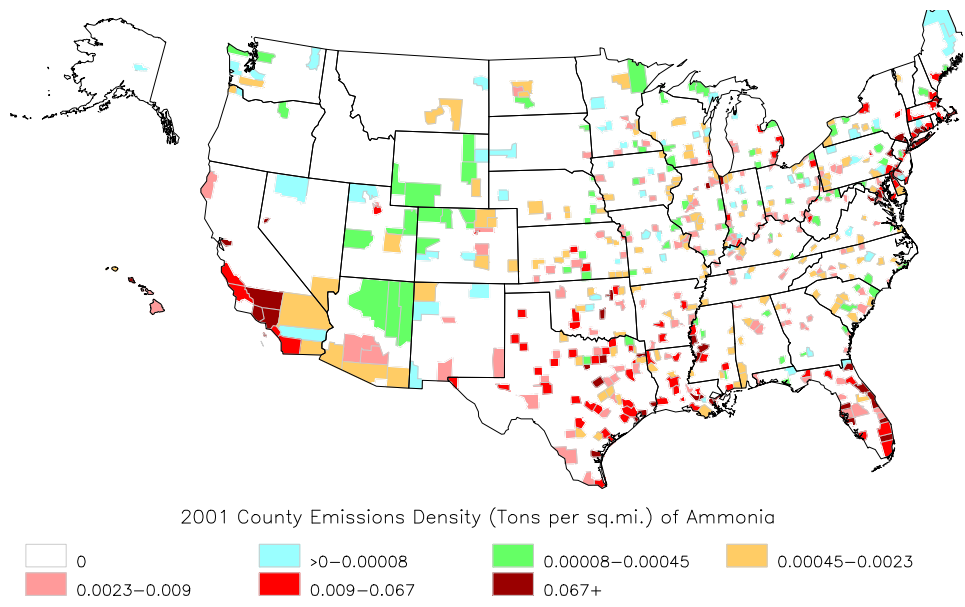 2001 County Emissions Density (Tons per sq.mi.) of Ammonia
0 >0-0.00008 0.00008-0.00045 0.00045-0.0023
0.0023-0.009 0.009-0.067 0.067+